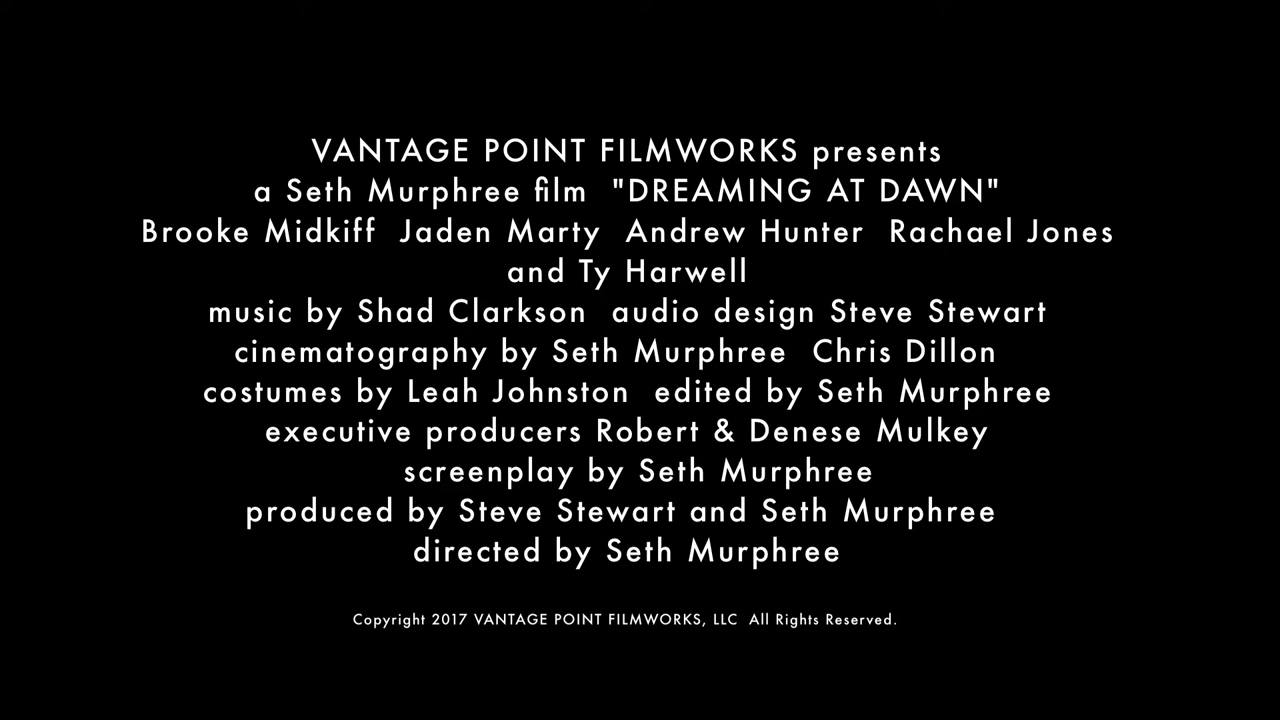 VANTAGE POINT FILMWORKS presents
a Seth Murphree film "DREAMING AT DAWN"
Brooke Midkiff Jaden Marty Andrew Hunter Rachael Jones
and Ty Harwell
music by Shad Clarkson audio design Steve Stewart
cinematography by Seth Murphree Chris Dillon
costumes by Leah Johnston edited by Seth Murphree
executive producers Robert & Denese Mulkey
screenplay by Seth Murphree
produced by Steve Stewart and Seth Murphree
directed by Seth Murphree
Copyright 2017 VANTAGE POINT FILMWORKS, LLC All Rights Reserved.